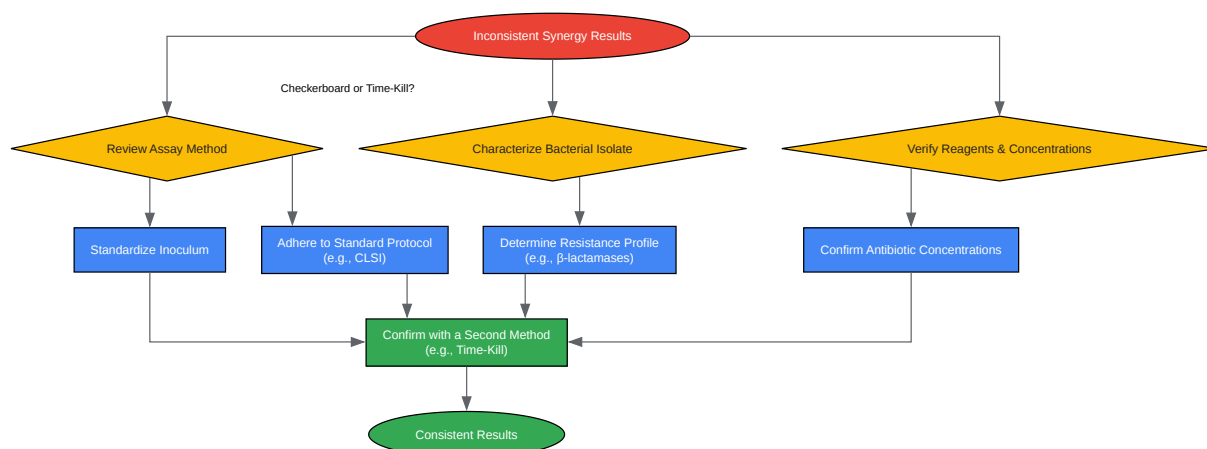 Inconsistent Synergy Results
Checkerboard or Time-Kill?
Review Assay Method
Characterize Bacterial Isolate
Verify Reagents & Concentrations
Standardize Inoculum
Adhere to Standard Protocol
(e.g., CLSI)
Determine Resistance Profile
(e.g., β-lactamases)
Confirm Antibiotic Concentrations
Confirm with a Second Method
(e.g., Time-Kill)
Consistent Results